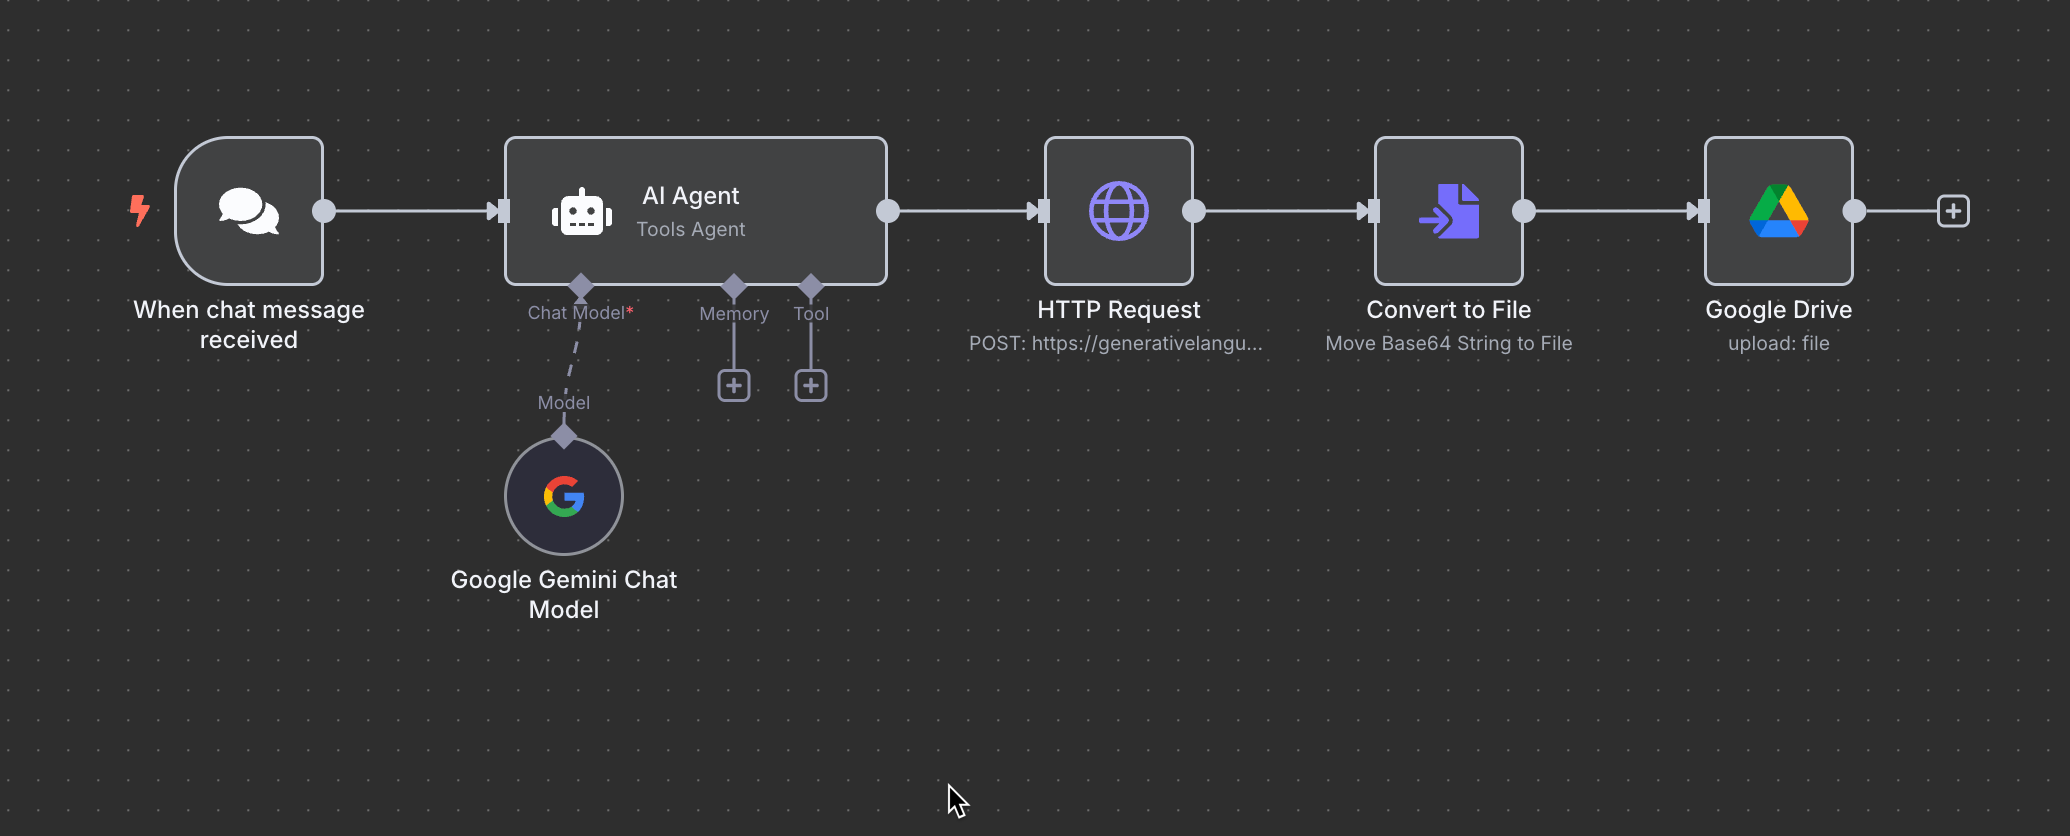 AI Agent
Tools Agent
Chat Model*
Memory
Tool
Model
When chat message
received
Google Gemini Chat
Model
HTTP Request
POST: https://generativelangu...
Convert to File
Move Base64 String to File
Google Drive
upload: file